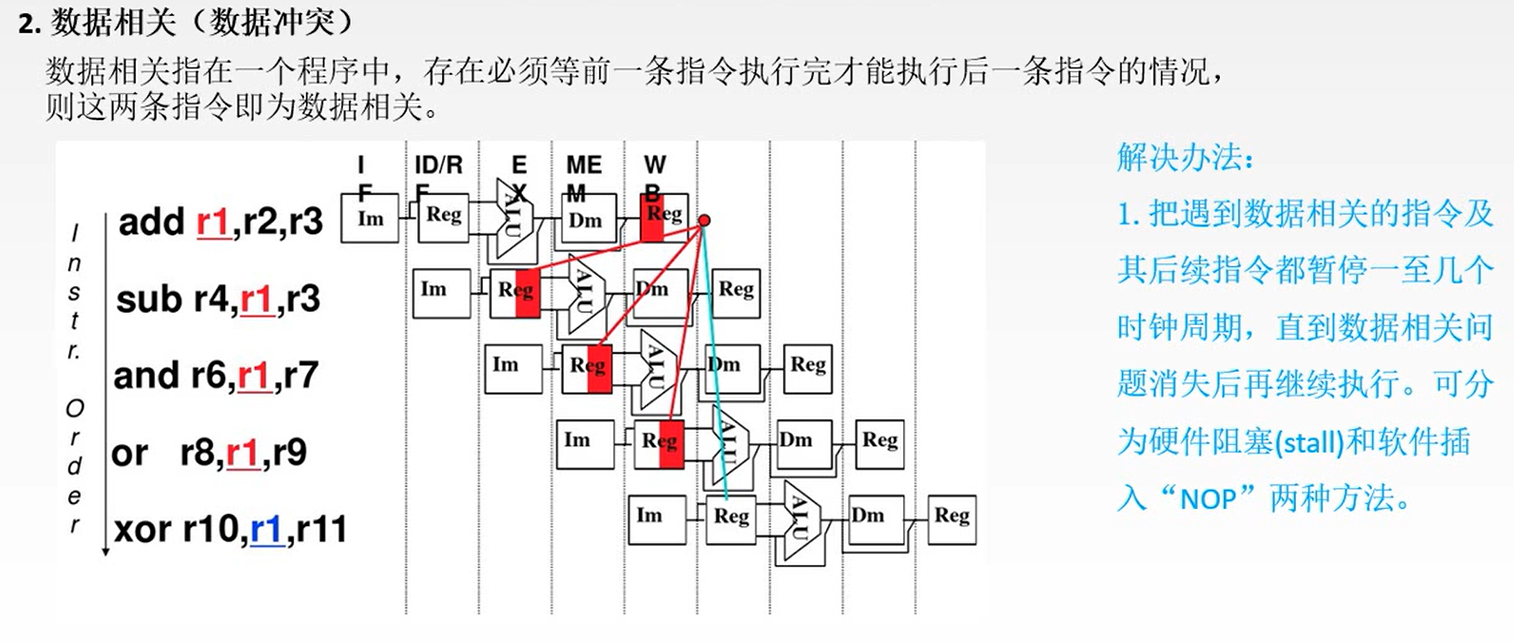 2. 数据相关（数据冲突）
数据相关指在一个程序中，存在必须等前一条指令执行完才能执行后一条指令的情况，
则这两条指令即为数据相关。
IF ID/RF EX MEM WB
Instr. Order
add r1,r2,r3
Im Reg ALU Dm Reg
sub r4,r1,r3
Im Reg ALU Dm Reg
and r6,r1,r7
Im Reg ALU Dm Reg
or r8,r1,r9
Im Reg ALU Dm Reg
xor r10,r1,r11
Im Reg ALU Dm Reg
解决办法：
1. 把遇到数据相关的指令及
其后续指令都暂停一至几个
时钟周期，直到数据相关问
题消失后再继续执行。可分
为硬件阻塞(stall)和软件插
入“NOP”两种方法。